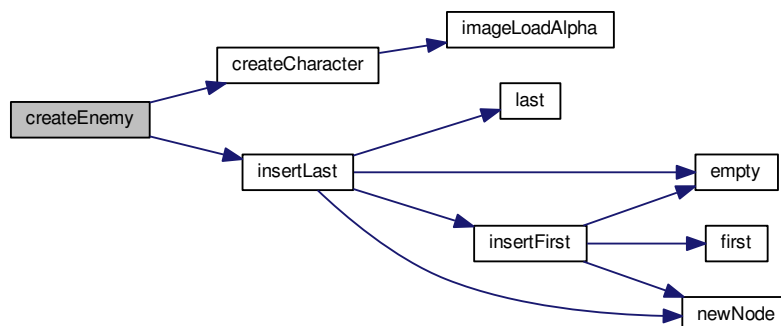 imageLoadAlpha
createCharacter
createEnemy
last
insertLast
empty
insertFirst
first
newNode